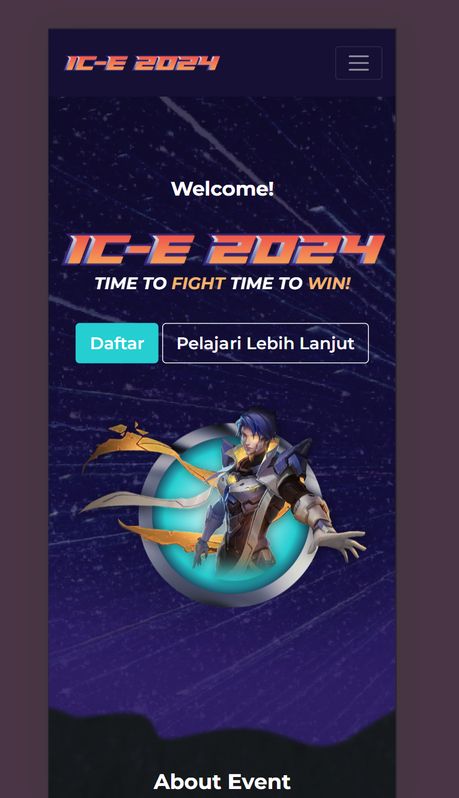 IC-E 2024
Welcome!
IC-E 2024
TIME TO FIGHT TIME TO WIN!
Daftar
Pelajari Lebih Lanjut
About Event